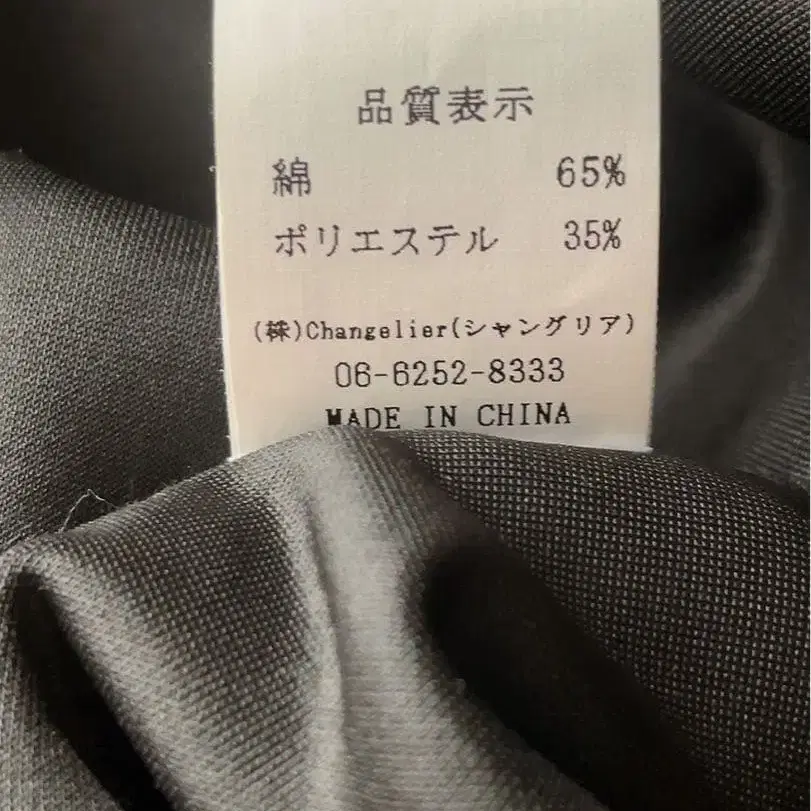 品質表示
綿 65%
ポリエステル 35%
(株)Changelier(シャングリア)
06-6252-8333
MADE IN CHINA